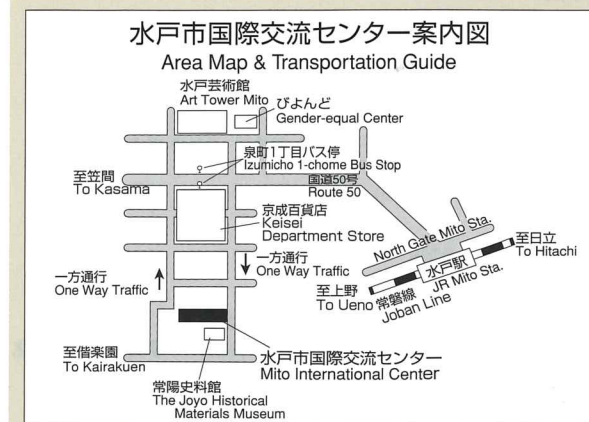 水戸市国際交流センター案内図
Area Map & Transportation Guide
水戸芸術館
Art Tower Mito
びよんど
Gender-equal Center
泉町1丁目バス停
Izumicho 1-chome Bus Stop
至笠間
To Kasama
国道50号
Route 50
京成百貨店
Keisei
Department Store
North Gate Mito Sta.
至日立
To Hitachi
水戸駅
JR Mito Sta.
一方通行
One Way Traffic
一方通行
One Way Traffic
至上野
To Ueno
常磐線
Joban Line
至偕楽園
To Kairakuen
水戸市国際交流センター
Mito International Center
常陽史料館
The Joyo Historical
Materials Museum